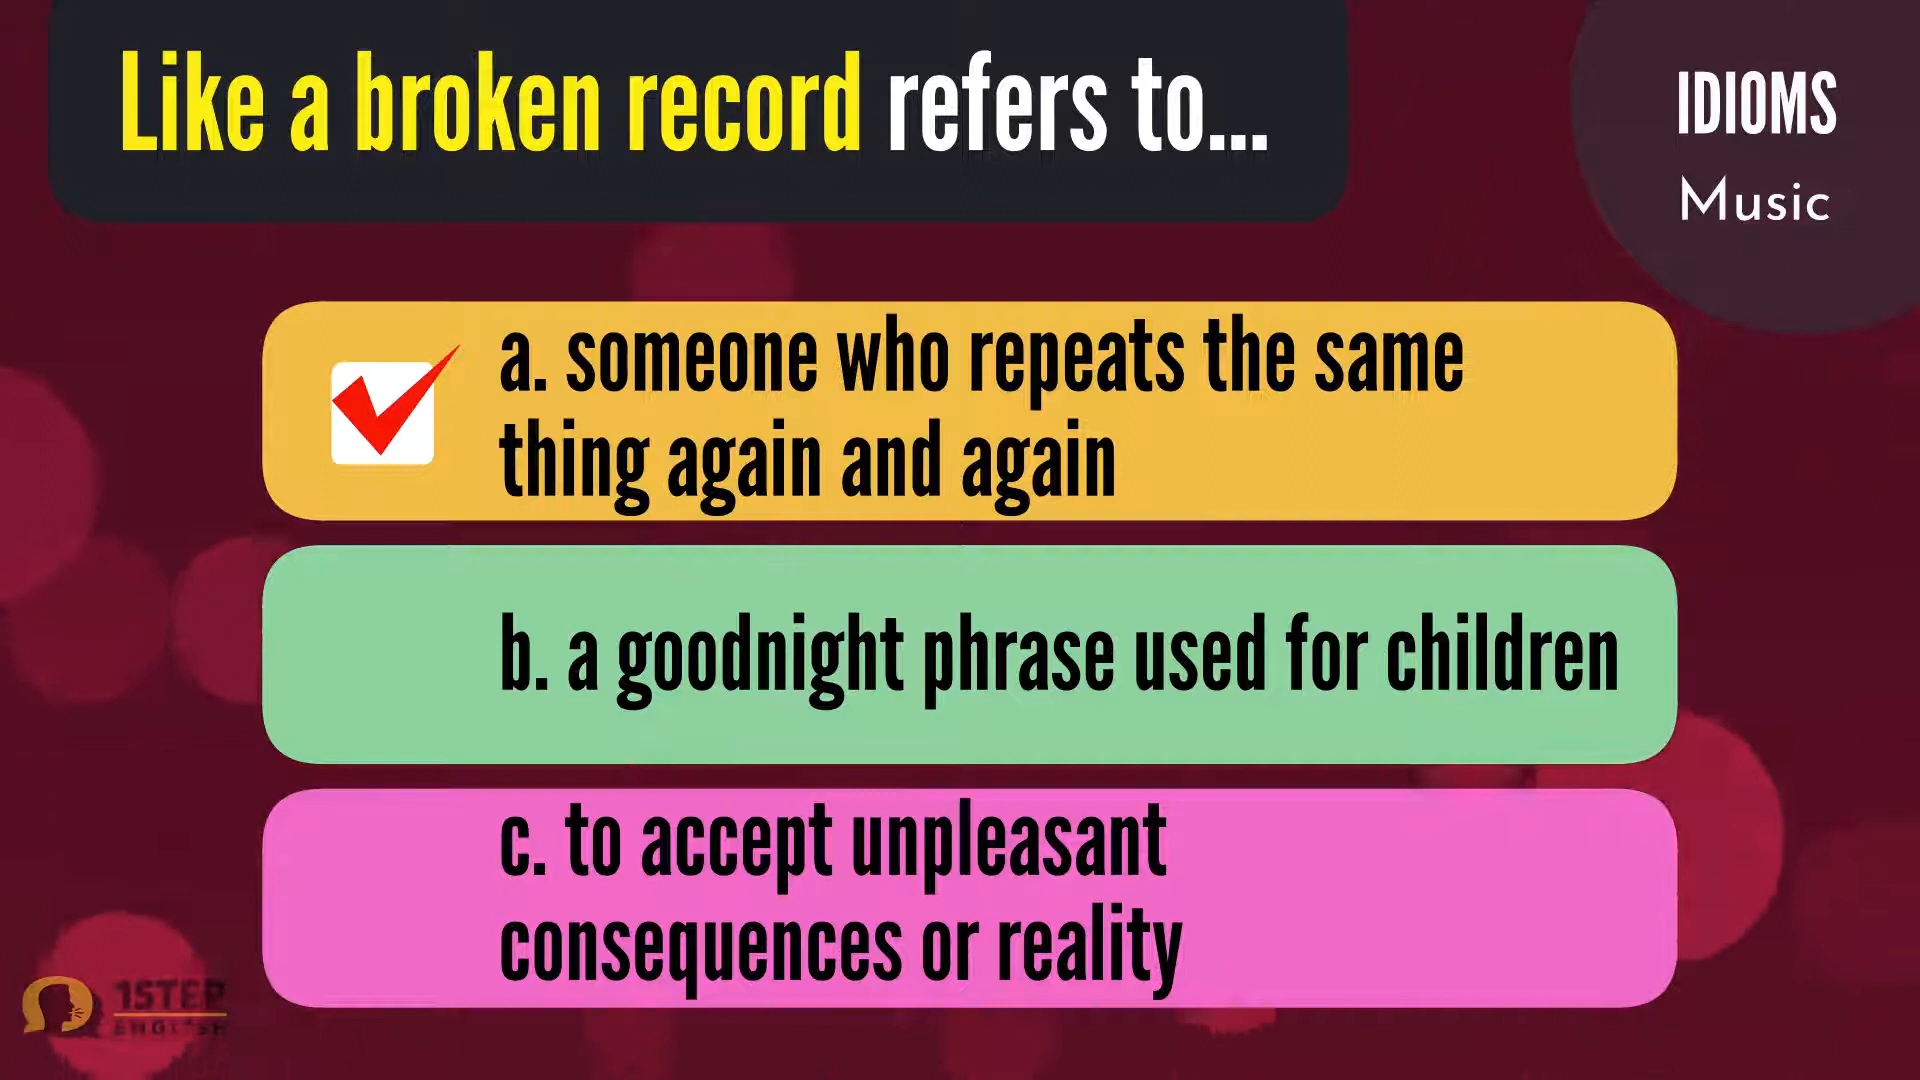 Like a broken record refers to...
IDIOMS
Music
a. someone who repeats the same
thing again and again
b. a goodnight phrase used for children
c. to accept unpleasant
consequences or reality
1STEP
ENGLISH